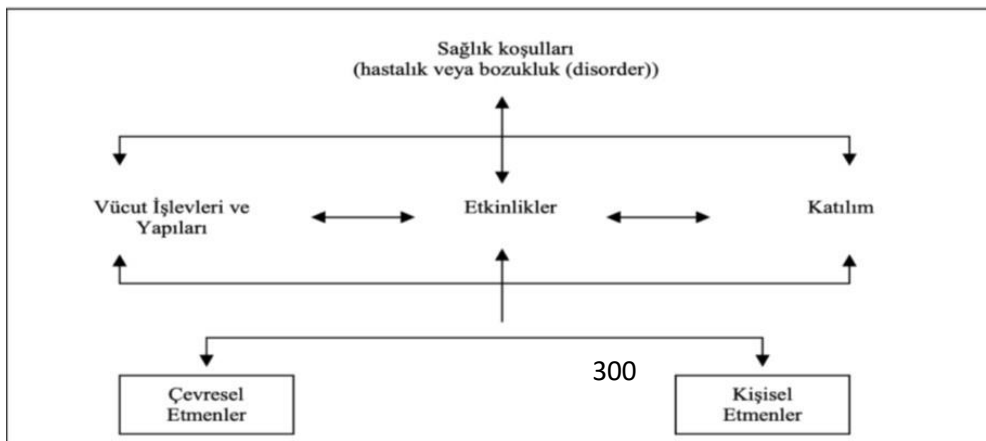 Sağlık koşulları
(hastalık veya bozukluk (disorder))
Vücut İşlevleri ve
Yapıları
Etkinlikler
Katılım
300
Çevresel
Etmenler
Kişisel
Etmenler